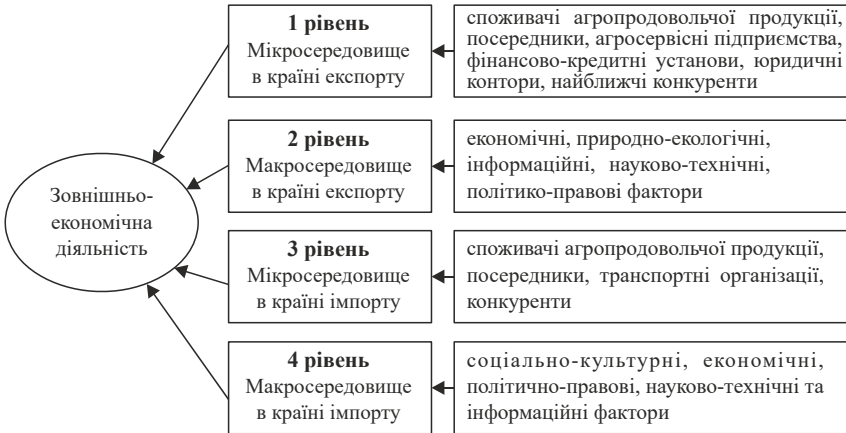 Зовнішньо-
економічна
діяльність
1 рівень
Мікросередовище
в країні експорту
споживачі агропродовольчої продукції,
посередники, агросервісні підприємства,
фінансово-кредитні установи, юридичні
контори, найближчі конкуренти
2 рівень
Макросередовище
в країні експорту
економічні, природно-екологічні,
інформаційні, науково-технічні,
політико-правові фактори
3 рівень
Мікросередовище
в країні імпорту
споживачі агропродовольчої продукції,
посередники, транспортні організації,
конкуренти
4 рівень
Макросередовище
в країні імпорту
соціально-культурні, економічні,
політично-правові, науково-технічні та
інформаційні фактори